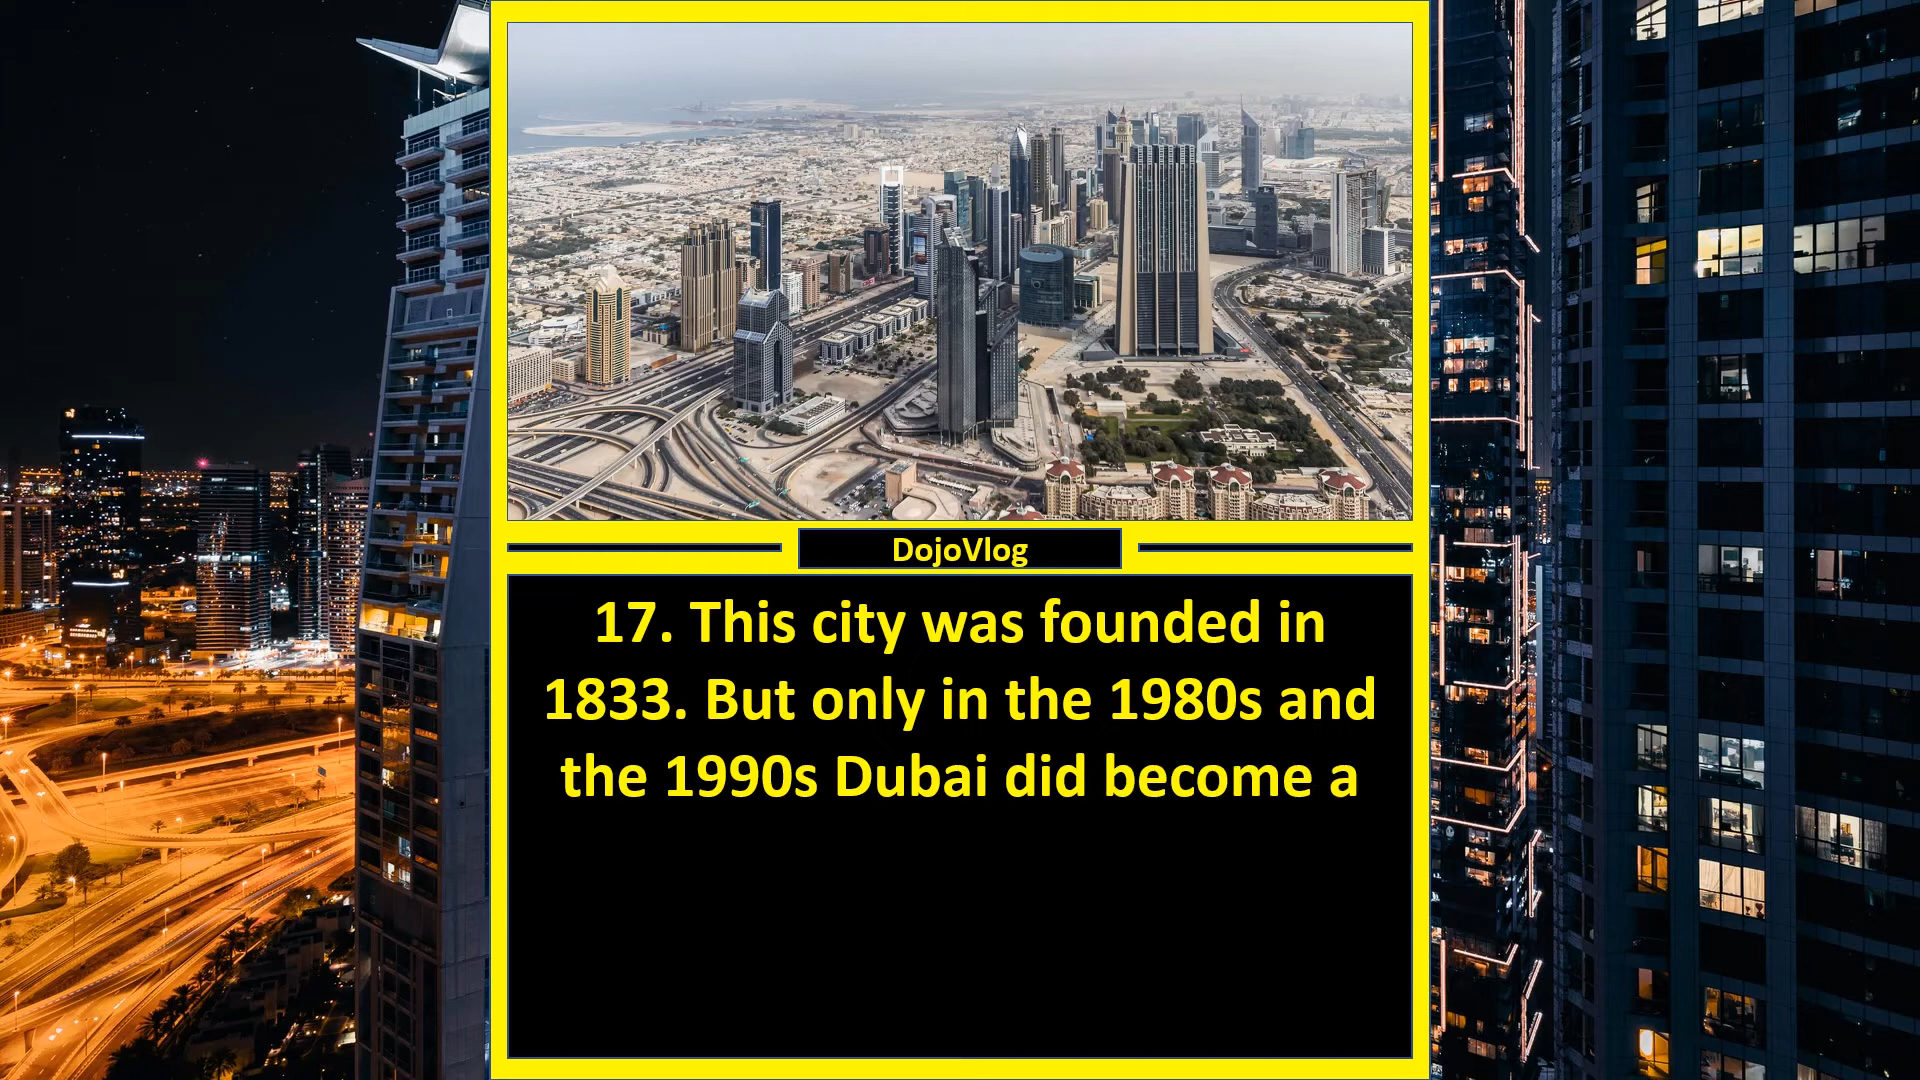 DojoVlog
17. This city was founded in
1833. But only in the 1980s and
the 1990s Dubai did become a